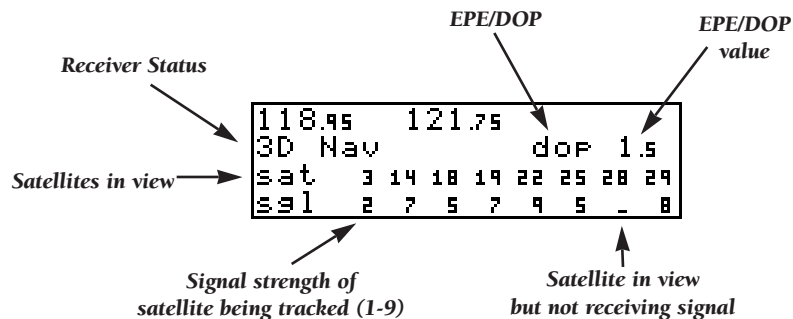 EPE/DOP
EPE/DOP
value
Receiver Status
118.95 121.75
3D Nav dop 1.5
Satellites in view
sat 3 14 18 19 22 25 28 29
sgl 2 7 5 7 9 5 _ 8
Signal strength of
satellite being tracked (1-9)
Satellite in view
but not receiving signal